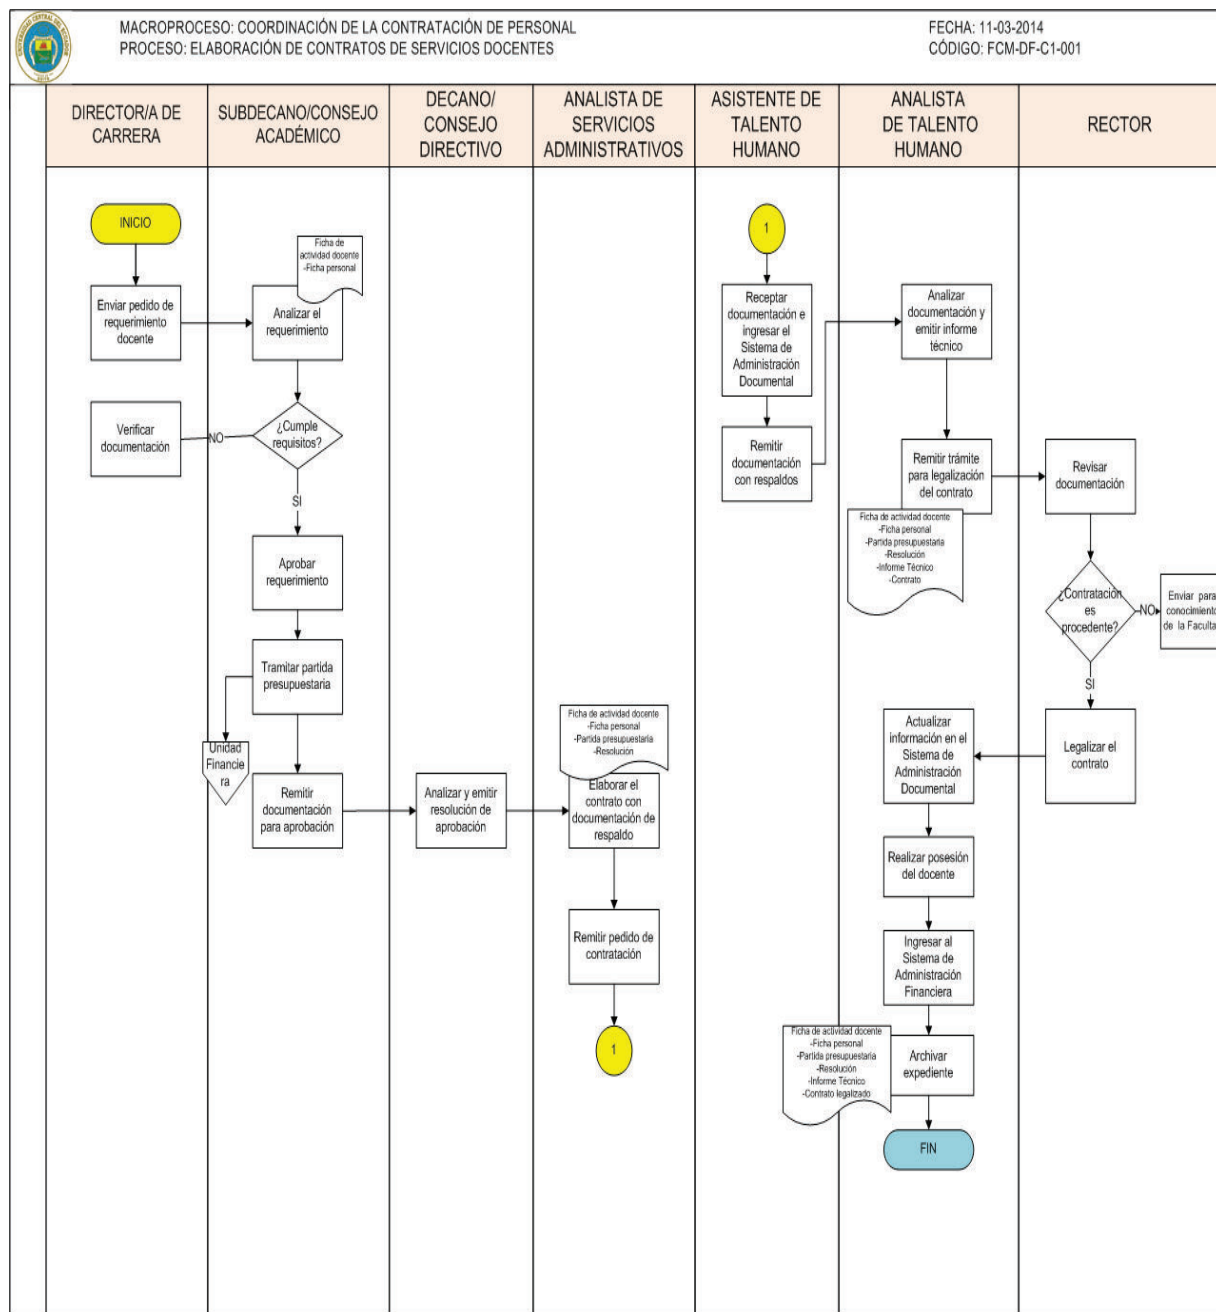 MACROPROCESO: COORDINACIÓN DE LA CONTRATACIÓN DE PERSONAL
PROCESO: ELABORACIÓN DE CONTRATOS DE SERVICIOS DOCENTES
FECHA: 11-03-2014
CÓDIGO: FCM-DF-C1-001
DIRECTOR/A DE
CARRERA
SUBDECANO/CONSEJO
ACADÉMICO
DECANO/
CONSEJO
DIRECTIVO
ANALISTA DE
SERVICIOS
ADMINISTRATIVOS
ASISTENTE DE
TALENTO
HUMANO
ANALISTA
DE TALENTO
HUMANO
RECTOR
INICIO
Enviar pedido de
requerimiento
docente
Verificar
documentación
Ficha de
actividad docente
-Ficha personal
Analizar el
requerimiento
¿Cumple
requisitos?
NO
SI
Aprobar
requerimiento
Tramitar partida
presupuestaria
Unidad
Financie
ra
Remitir
documentación
para aprobación
Analizar y emitir
resolución de
aprobación
Ficha de actividad docente
-Ficha personal
-Partida presupuestaria
-Resolución
Elaborar el
contrato con
documentación de
respaldo
Remitir pedido de
contratación
1
1
Receptar
documentación e
ingresar el
Sistema de
Administración
Documental
Remitir
documentación
con respaldos
Analizar
documentación y
emitir informe
técnico
Remitir trámite
para legalización
del contrato
Ficha de actividad docente
-Ficha personal
-Partida presupuestaria
-Resolución
-Informe Técnico
-Contrato
Revisar
documentación
¿Contratación
es
procedente?
NO
Enviar para
conocimiento
de la Facultad
SI
Legalizar el
contrato
Actualizar
información en el
Sistema de
Administración
Documental
Realizar posesión
del docente
Ingresar al
Sistema de
Administración
Financiera
Ficha de actividad docente
-Ficha personal
-Partida presupuestaria
-Resolución
-Informe Técnico
-Contrato legalizado
Archivar
expediente
FIN